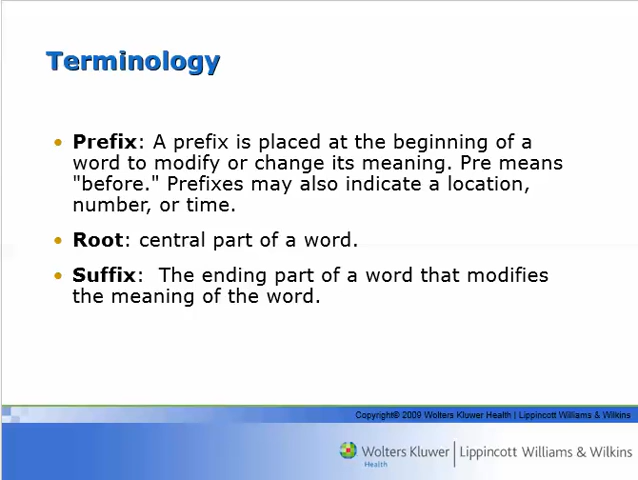 Terminology
• Prefix: A prefix is placed at the beginning of a
word to modify or change its meaning. Pre means
"before." Prefixes may also indicate a location,
number, or time.
• Root: central part of a word.
• Suffix:  The ending part of a word that modifies
the meaning of the word.
Copyright© 2009 Wolters Kluwer Health | Lippincott Williams & Wilkins
Wolters Kluwer | Lippincott Williams & Wilkins
Health